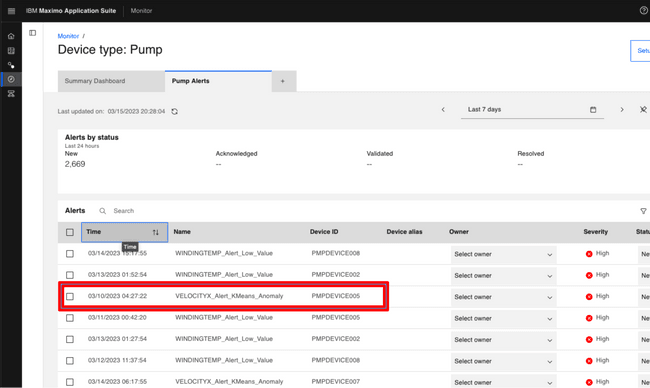 IBM Maximo Application Suite Monitor
Monitor /
Device type: Pump
Summary Dashboard Pump Alerts +
Last updated on: 03/15/2023 20:28:04 Last 7 days
Alerts by status
Last 24 hours
New Acknowledged Validated Resolved
2,669 -- -- --
Alerts Search
Time Name Device ID Device alias Owner Severity Statu
Time
03/14/2023 15:17:55 WINDINGTEMP_Alert_Low_Value PMPDEVICE008 Select owner High Ne
03/13/2023 01:52:54 WINDINGTEMP_Alert_Low_Value PMPDEVICE002 Select owner High Ne
03/10/2023 04:27:22 VELOCITYX_Alert_KMeans_Anomaly PMPDEVICE005 Select owner High Ne
03/11/2023 00:42:20 WINDINGTEMP_Alert_Low_Value PMPDEVICE005 Select owner High Ne
03/13/2023 01:27:54 WINDINGTEMP_Alert_Low_Value PMPDEVICE002 Select owner High Ne
03/12/2023 11:37:54 WINDINGTEMP_Alert_Low_Value PMPDEVICE008 Select owner High Ne
03/14/2023 06:17:55 VELOCITYX_Alert_KMeans_Anomaly PMPDEVICE007 Select owner High Ne